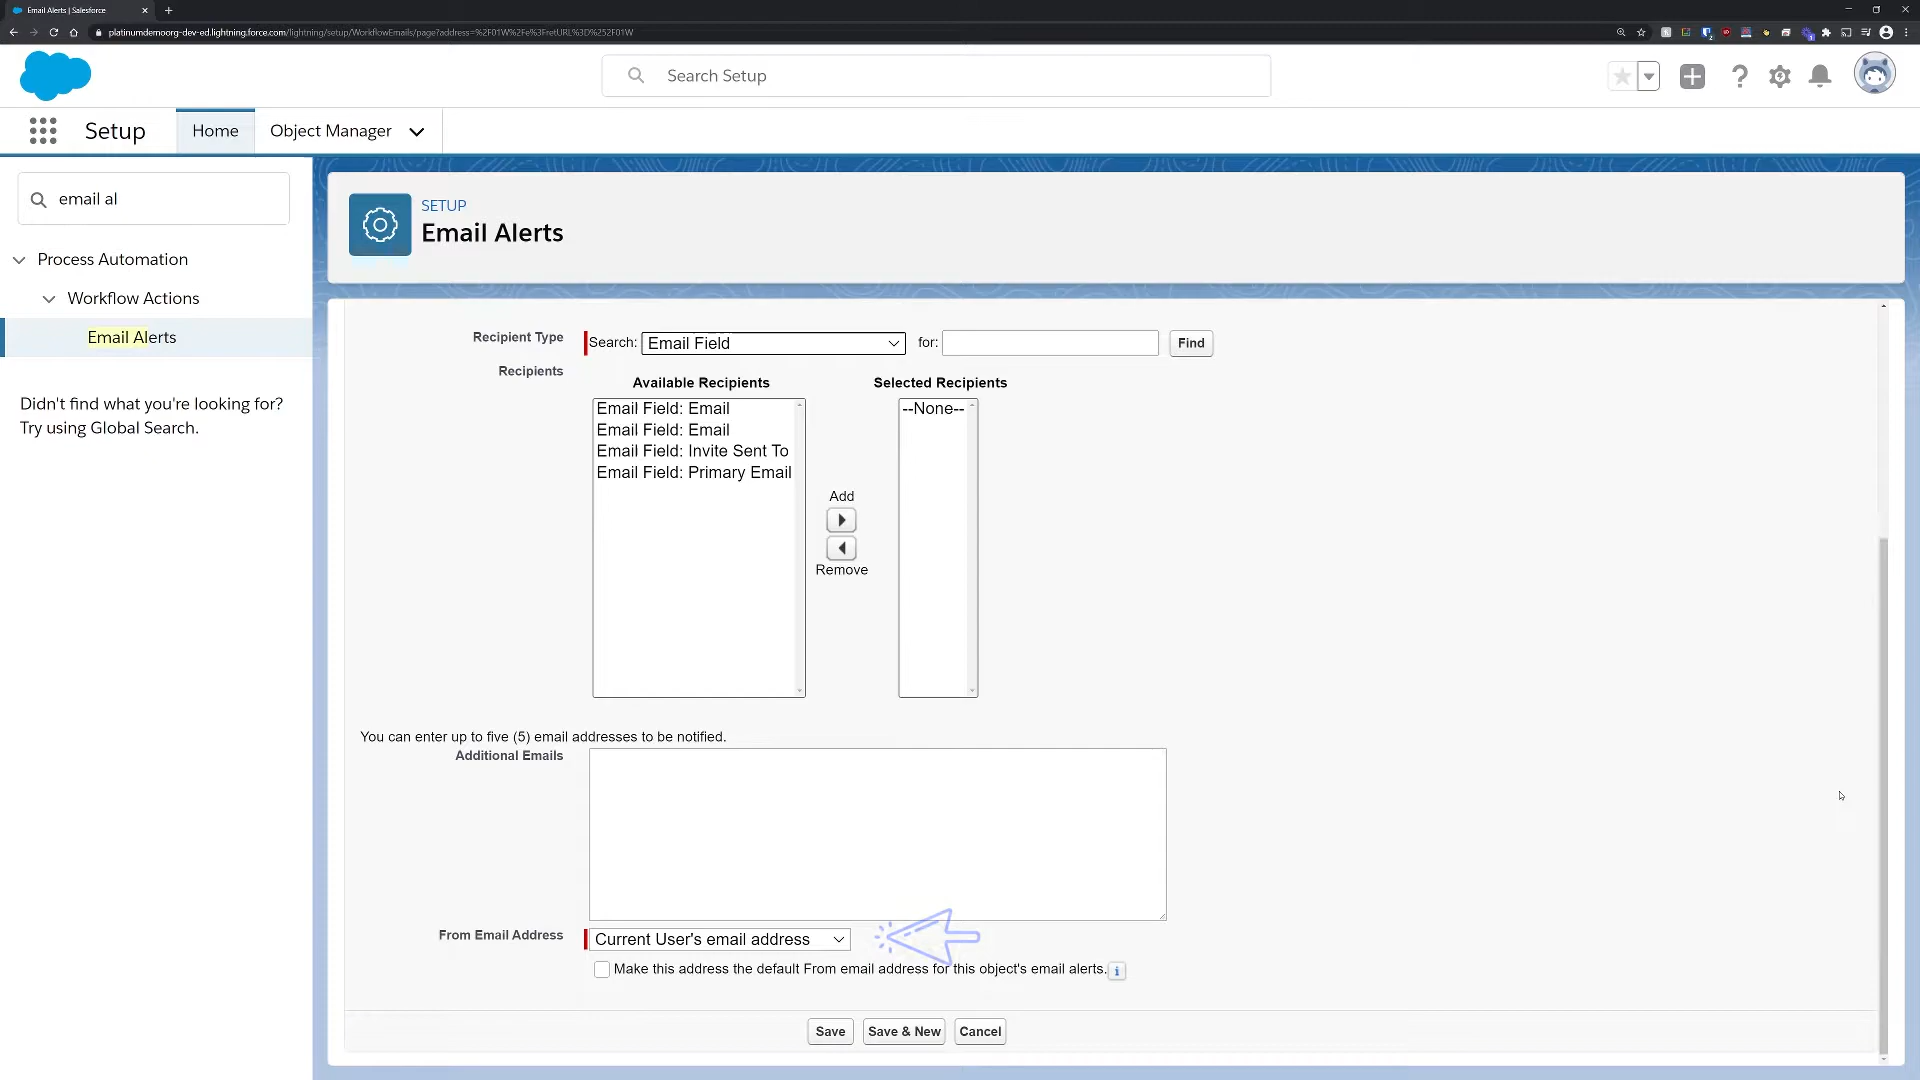 Email Alerts | Salesforce
platinumdemoorg-dev-ed.lightning.force.com/lightning/setup/WorkflowEmails/page?address=%2F01W%2Fe%3FretURL%3D%252F01W
Search Setup
Setup
Home
Object Manager
email al
Process Automation
Workflow Actions
Email Alerts
Didn't find what you're looking for?
Try using Global Search.
SETUP
Email Alerts
Recipient Type
Search: Email Field for: Find
Recipients
Available Recipients
Selected Recipients
Email Field: Email
Email Field: Email
Email Field: Invite Sent To
Email Field: Primary Email
Add
Remove
--None--
You can enter up to five (5) email addresses to be notified.
Additional Emails
From Email Address
Current User's email address
Make this address the default From email address for this object's email alerts.
Save
Save & New
Cancel